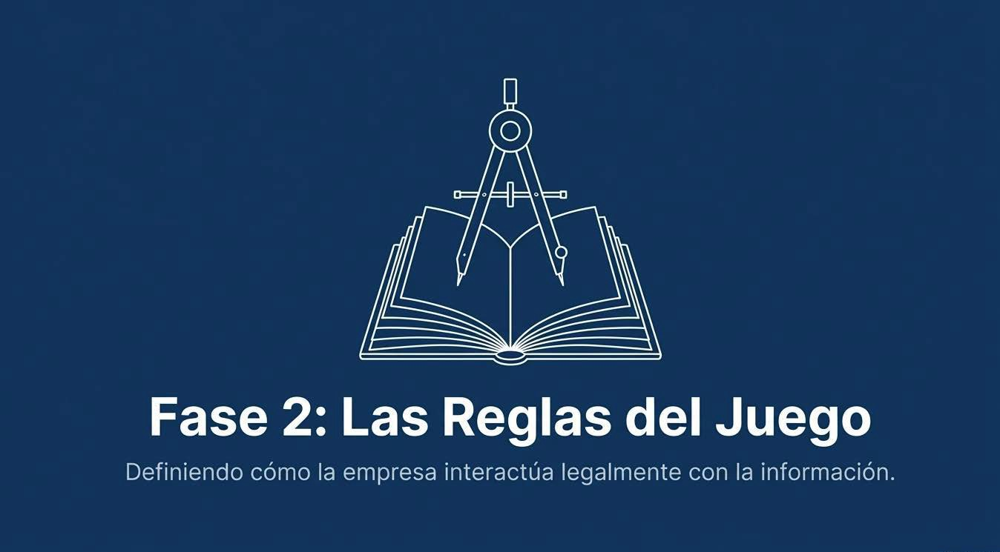 Fase 2: Las Reglas del Juego
Definiendo cómo la empresa interactúa legalmente con la información.